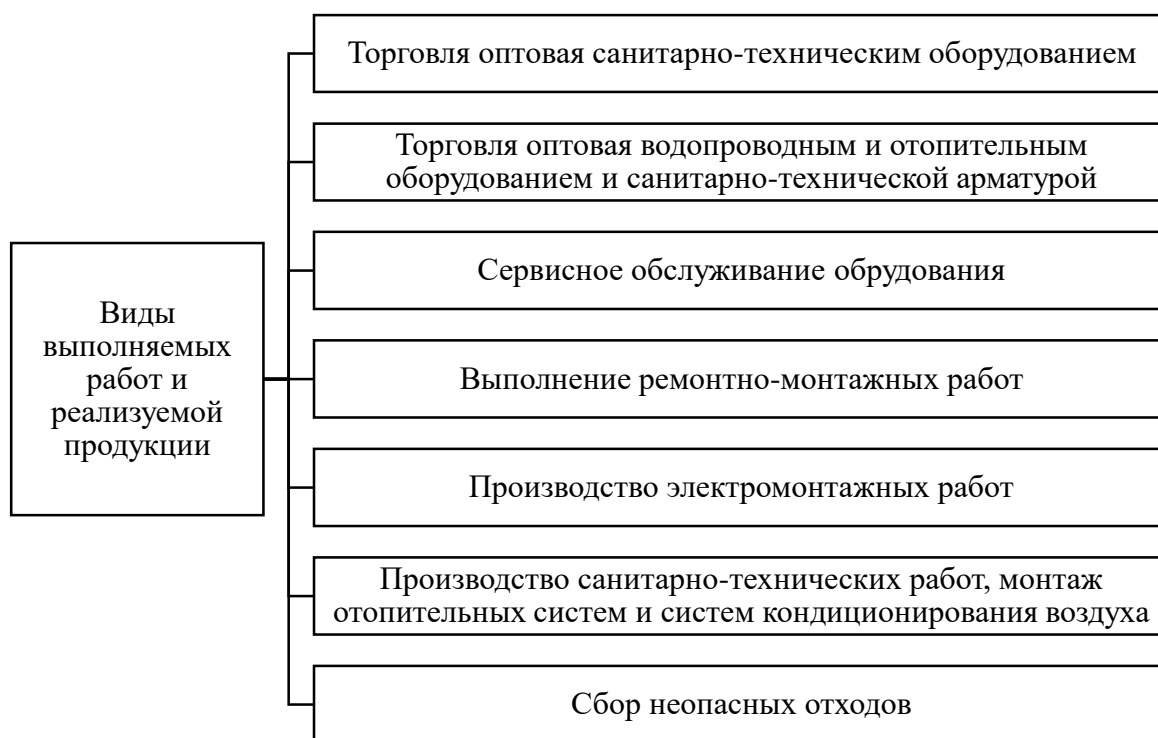 Торговля оптовая санитарно-техническим оборудованием
Торговля оптовая водопроводным и отопительным
оборудованием и санитарно-технической арматурой
Сервисное обслуживание обрудования
Виды
выполняемых
работ и
реализуемой
продукции
Выполнение ремонтно-монтажных работ
Производство электромонтажных работ
Производство санитарно-технических работ, монтаж
отопительных систем и систем кондиционирования воздуха
Сбор неопасных отходов